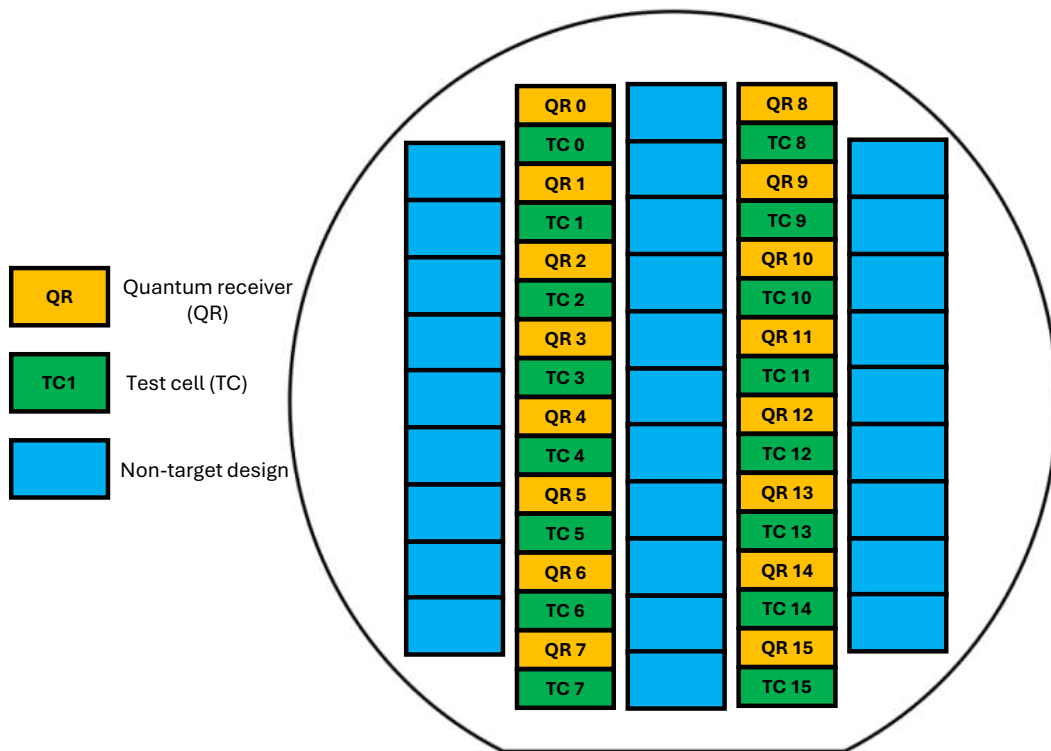 QR
Quantum receiver
(QR)
TC1
Test cell (TC)
Non-target design
QR 0
TC 0
QR 1
TC 1
QR 2
TC 2
QR 3
TC 3
QR 4
TC 4
QR 5
TC 5
QR 6
TC 6
QR 7
TC 7
QR 8
TC 8
QR 9
TC 9
QR 10
TC 10
QR 11
TC 11
QR 12
TC 12
QR 13
TC 13
QR 14
TC 14
QR 15
TC 15